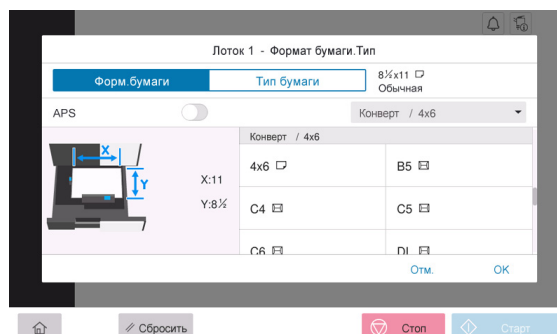 Лоток 1 - Формат бумаги.Тип
Форм.бумаги
Тип бумаги
8½x11
Обычная
APS
Конверт / 4x6
Конверт / 4x6
X
Y
X:11
Y:8½
4x6
B5
C4
C5
C6
DL
Отм.
OK
Сбросить
Стоп
Старт